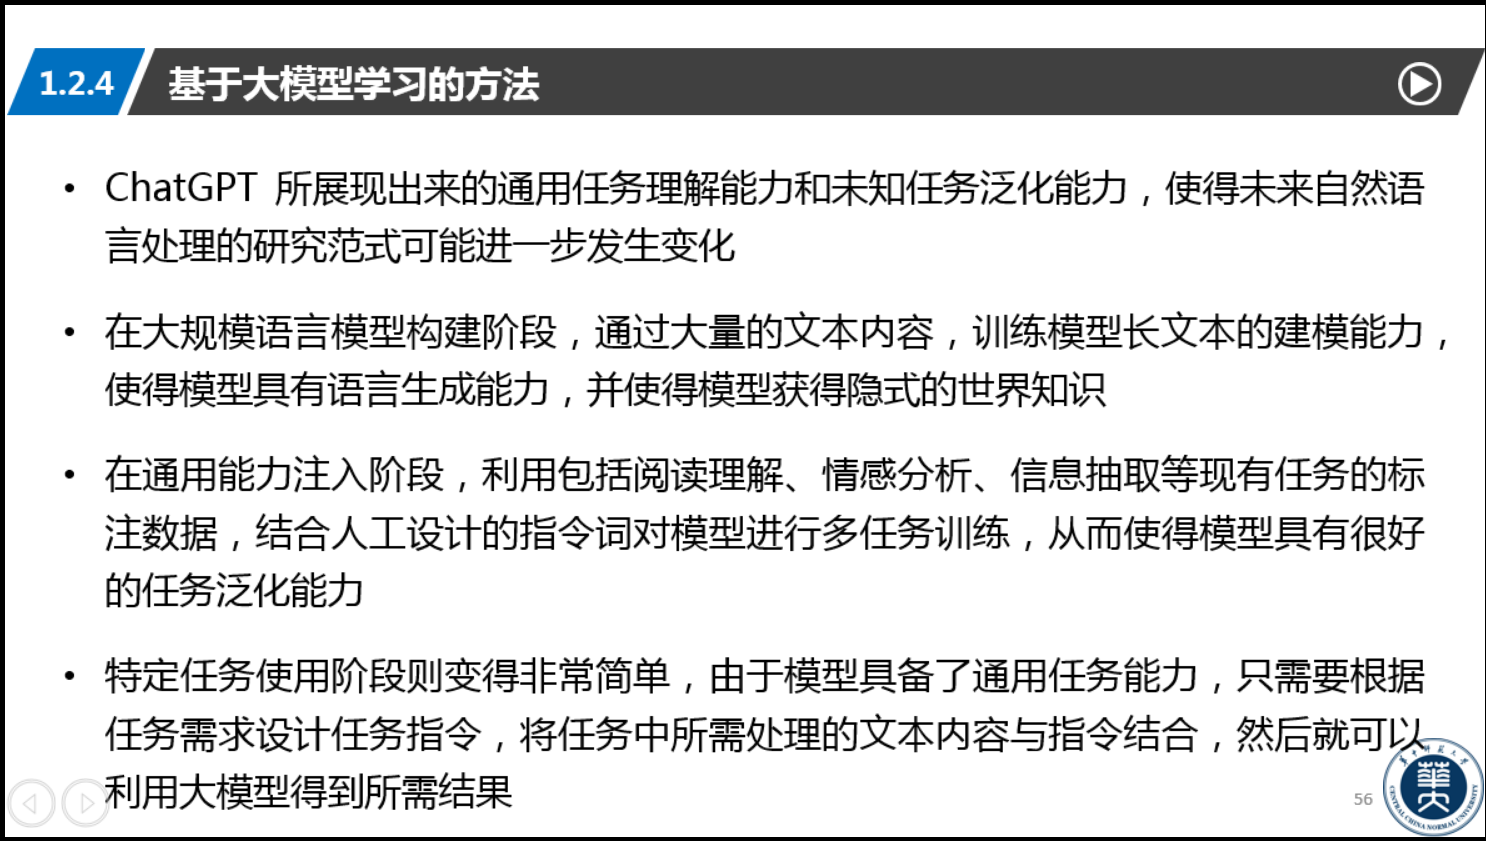 1.2.4 基于大模型学习的方法
• ChatGPT 所展现出来的通用任务理解能力和未知任务泛化能力，使得未来自然语
言处理的研究范式可能进一步发生变化
• 在大规模语言模型构建阶段，通过大量的文本内容，训练模型长文本的建模能力，
使得模型具有语言生成能力，并使得模型获得隐式的世界知识
• 在通用能力注入阶段，利用包括阅读理解、情感分析、信息抽取等现有任务的标
注数据，结合人工设计的指令词对模型进行多任务训练，从而使得模型具有很好
的任务泛化能力
• 特定任务使用阶段则变得非常简单，由于模型具备了通用任务能力，只需要根据
任务需求设计任务指令，将任务中所需处理的文本内容与指令结合，然后就可以
利用大模型得到所需结果
56
CENTRAL CHINA NORMAL UNIVERSITY